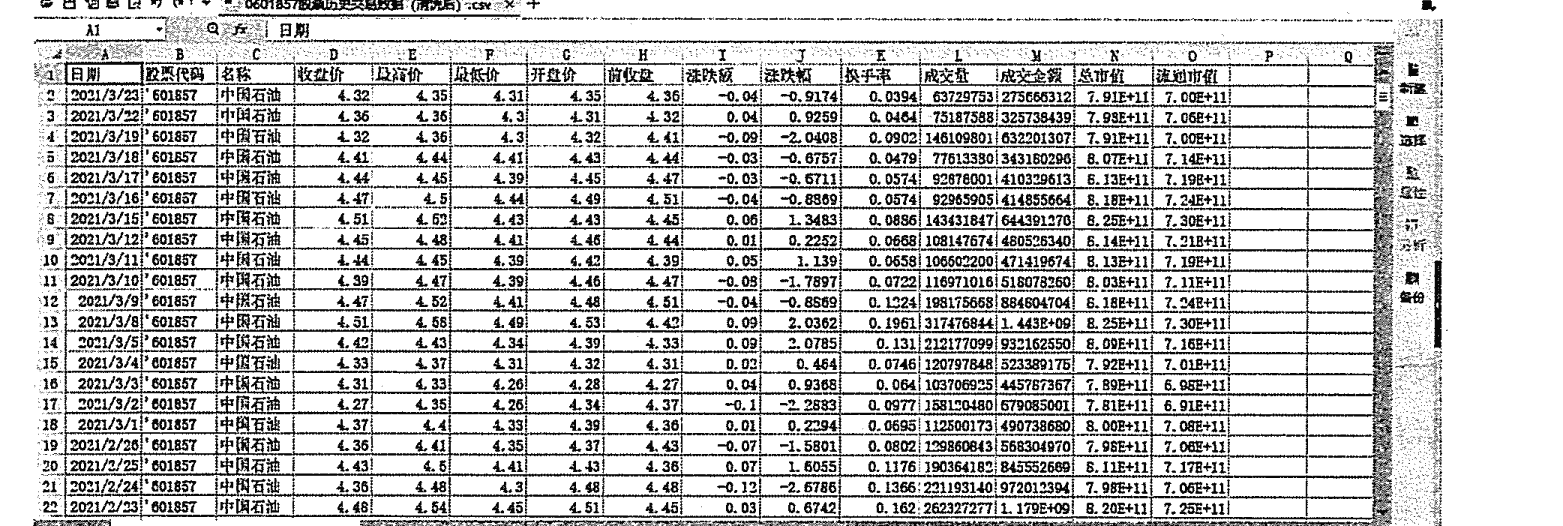 0601857股票历史交易数据 (清洗后) .csv × +
A1 fx 日期
A B C D E F G H I J K L M N O P Q
1 日期 股票代码 名称 收盘价 最高价 最低价 开盘价 前收盘 涨跌额 涨跌幅 换手率 成交量 成交金额 总市值 流通市值
2 2021/3/23 '601857 中国石油 4.32 4.35 4.31 4.35 4.36 -0.04 -0.9174 0.0394 63729753 275666312 7.91E+11 7.00E+11
3 2021/3/22 '601857 中国石油 4.36 4.36 4.3 4.31 4.32 0.04 0.9259 0.0464 75187588 325738439 7.98E+11 7.06E+11
4 2021/3/19 '601857 中国石油 4.32 4.36 4.3 4.32 4.41 -0.09 -2.0408 0.0902 146109801 632201307 7.91E+11 7.00E+11
5 2021/3/18 '601857 中国石油 4.41 4.44 4.41 4.43 4.44 -0.03 -0.6757 0.0479 77613380 343180296 8.07E+11 7.14E+11
6 2021/3/17 '601857 中国石油 4.44 4.45 4.39 4.45 4.47 -0.03 -0.6711 0.0574 92676001 410329613 8.13E+11 7.19E+11
7 2021/3/16 '601857 中国石油 4.47 4.5 4.44 4.49 4.51 -0.04 -0.8869 0.0574 92965905 414855664 8.18E+11 7.24E+11
8 2021/3/15 '601857 中国石油 4.51 4.52 4.43 4.43 4.45 0.06 1.3483 0.0886 143431847 644391270 8.25E+11 7.30E+11
9 2021/3/12 '601857 中国石油 4.45 4.48 4.41 4.46 4.44 0.01 0.2252 0.0668 108147674 480526340 8.14E+11 7.21E+11
10 2021/3/11 '601857 中国石油 4.44 4.45 4.39 4.42 4.39 0.05 1.139 0.0658 106602200 471419674 8.13E+11 7.19E+11
11 2021/3/10 '601857 中国石油 4.39 4.47 4.39 4.46 4.47 -0.08 -1.7897 0.0722 116971016 518078260 8.03E+11 7.11E+11
12 2021/3/9 '601857 中国石油 4.47 4.52 4.41 4.48 4.51 -0.04 -0.8869 0.1224 198175668 884604704 8.18E+11 7.24E+11
13 2021/3/8 '601857 中国石油 4.51 4.58 4.49 4.53 4.42 0.09 2.0362 0.1961 317476844 1.443E+09 8.25E+11 7.30E+11
14 2021/3/5 '601857 中国石油 4.42 4.43 4.34 4.39 4.33 0.09 2.0785 0.131 212177099 932162550 8.09E+11 7.16E+11
15 2021/3/4 '601857 中国石油 4.33 4.37 4.31 4.32 4.31 0.02 0.464 0.0746 120797848 523389175 7.92E+11 7.01E+11
16 2021/3/3 '601857 中国石油 4.31 4.33 4.26 4.28 4.27 0.04 0.9368 0.064 103706925 445787367 7.89E+11 6.98E+11
17 2021/3/2 '601857 中国石油 4.27 4.35 4.26 4.34 4.37 -0.1 -2.2883 0.0977 158120480 679085001 7.81E+11 6.91E+11
18 2021/3/1 '601857 中国石油 4.37 4.4 4.33 4.39 4.36 0.01 0.2294 0.0695 112500173 490738680 8.00E+11 7.08E+11
19 2021/2/26 '601857 中国石油 4.36 4.41 4.35 4.37 4.43 -0.07 -1.5801 0.0802 129860843 568304970 7.98E+11 7.06E+11
20 2021/2/25 '601857 中国石油 4.43 4.5 4.41 4.43 4.36 0.07 1.6055 0.1176 190364182 845552669 8.11E+11 7.17E+11
21 2021/2/24 '601857 中国石油 4.36 4.48 4.3 4.48 4.48 -0.12 -2.6786 0.1366 221193140 972012394 7.98E+11 7.06E+11
22 2021/2/23 '601857 中国石油 4.48 4.54 4.45 4.51 4.45 0.03 0.6742 0.162 262327277 1.179E+09 8.20E+11 7.25E+11
选择
属性
分析
备份